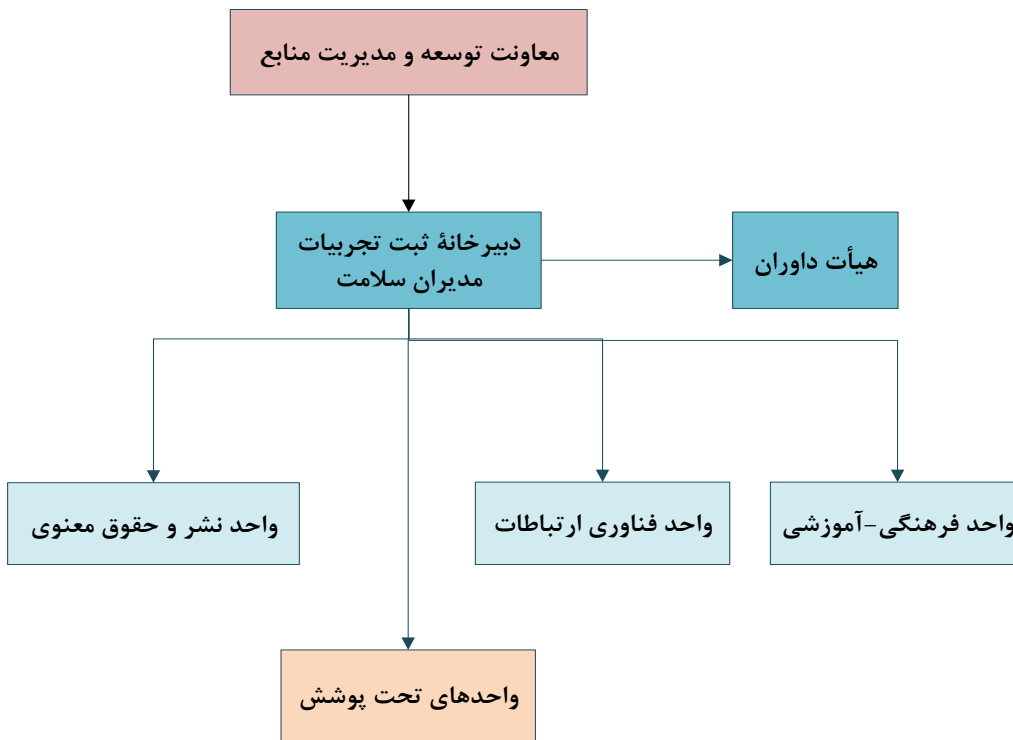 معاونت توسعه و مدیریت منابع
دبیرخانهٔ ثبت تجربیات
مدیران سلامت
هیأت داوران
واحد فرهنگی-آموزشی
واحد فناوری ارتباطات
واحد نشر و حقوق معنوی
واحدهای تحت پوشش